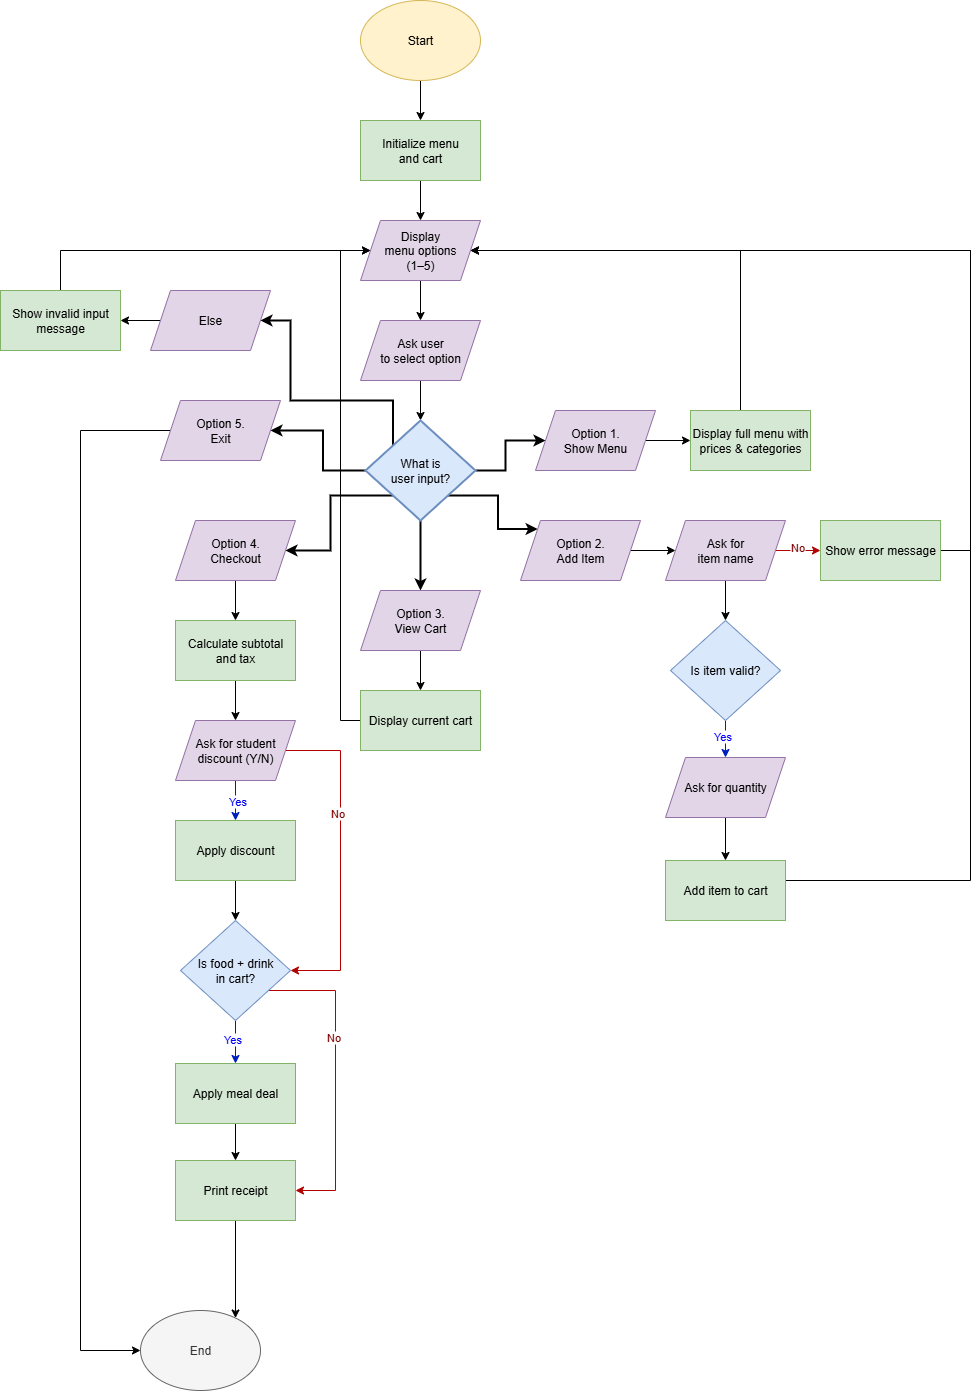 Start
Initialize menu
and cart
Display
menu options
(1–5)
Show invalid input
message
Else
Ask user
to select option
Option 5.
Exit
What is
user input?
Option 1.
Show Menu
Display full menu with
prices & categories
Option 4.
Checkout
Option 2.
Add Item
Ask for
item name
No
Show error message
Option 3.
View Cart
Calculate subtotal
and tax
Is item valid?
Display current cart
Ask for student
discount (Y/N)
Yes
Yes
No
Ask for quantity
Apply discount
Add item to cart
Is food + drink
in cart?
Yes
No
Apply meal deal
Print receipt
End